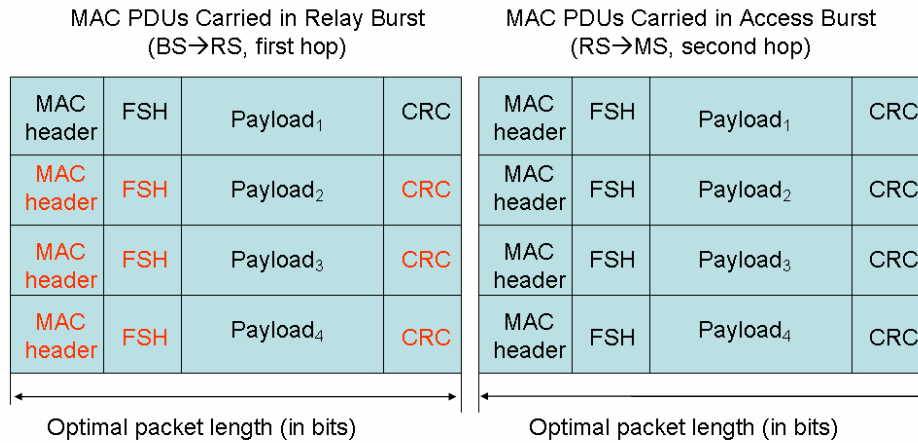 MAC PDUs Carried in Relay Burst
(BS→RS, first hop)
MAC PDUs Carried in Access Burst
(RS→MS, second hop)
MAC header FSH Payload₁ CRC
MAC header FSH Payload₂ CRC
MAC header FSH Payload₃ CRC
MAC header FSH Payload₄ CRC
MAC header FSH Payload₁ CRC
MAC header FSH Payload₂ CRC
MAC header FSH Payload₃ CRC
MAC header FSH Payload₄ CRC
Optimal packet length (in bits)
Optimal packet length (in bits)